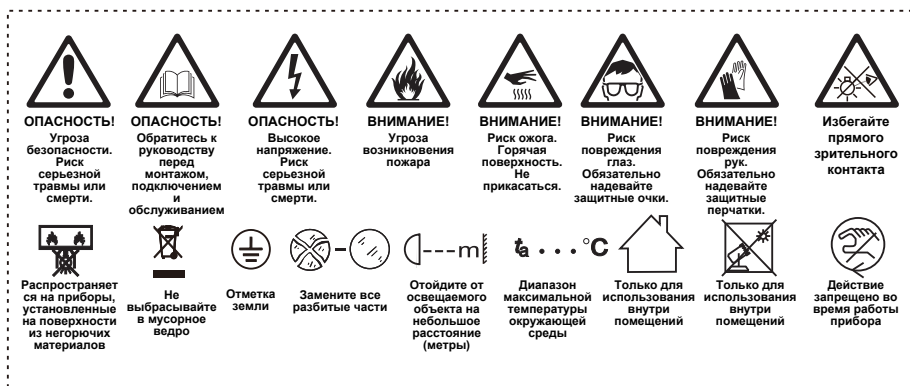 ОПАСНОСТЬ!
Угроза
безопасности.
Риск
серьезной
травмы или
смерти.
ОПАСНОСТЬ!
Обратитесь к
руководству
перед
монтажом,
подключением
и
обслуживанием
ОПАСНОСТЬ!
Высокое
напряжение.
Риск
серьезной
травмы или
смерти.
ВНИМАНИЕ!
Угроза
возникновения
пожара
ВНИМАНИЕ!
Риск ожога.
Горячая
поверхность.
Не
прикасаться.
ВНИМАНИЕ!
Риск
повреждения
глаз.
Обязательно
надевайте
защитные очки.
ВНИМАНИЕ!
Риск
повреждения
рук.
Обязательно
надевайте
защитные
перчатки.
Избегайте
прямого
зрительного
контакта
Распространяет
ся на приборы,
установленные
на поверхности
из негорючих
материалов
Не
выбрасывайте
в мусорное
ведро
Отметка
земли
Замените все
разбитые части
m
Отойдите от
освещаемого
объекта на
небольшое
расстояние
(метры)
ta . . . °C
Диапазон
максимальной
температуры
окружающей
среды
Только для
использования
внутри
помещений
Только для
использования
внутри
помещений
Действие
запрещено во
время работы
прибора